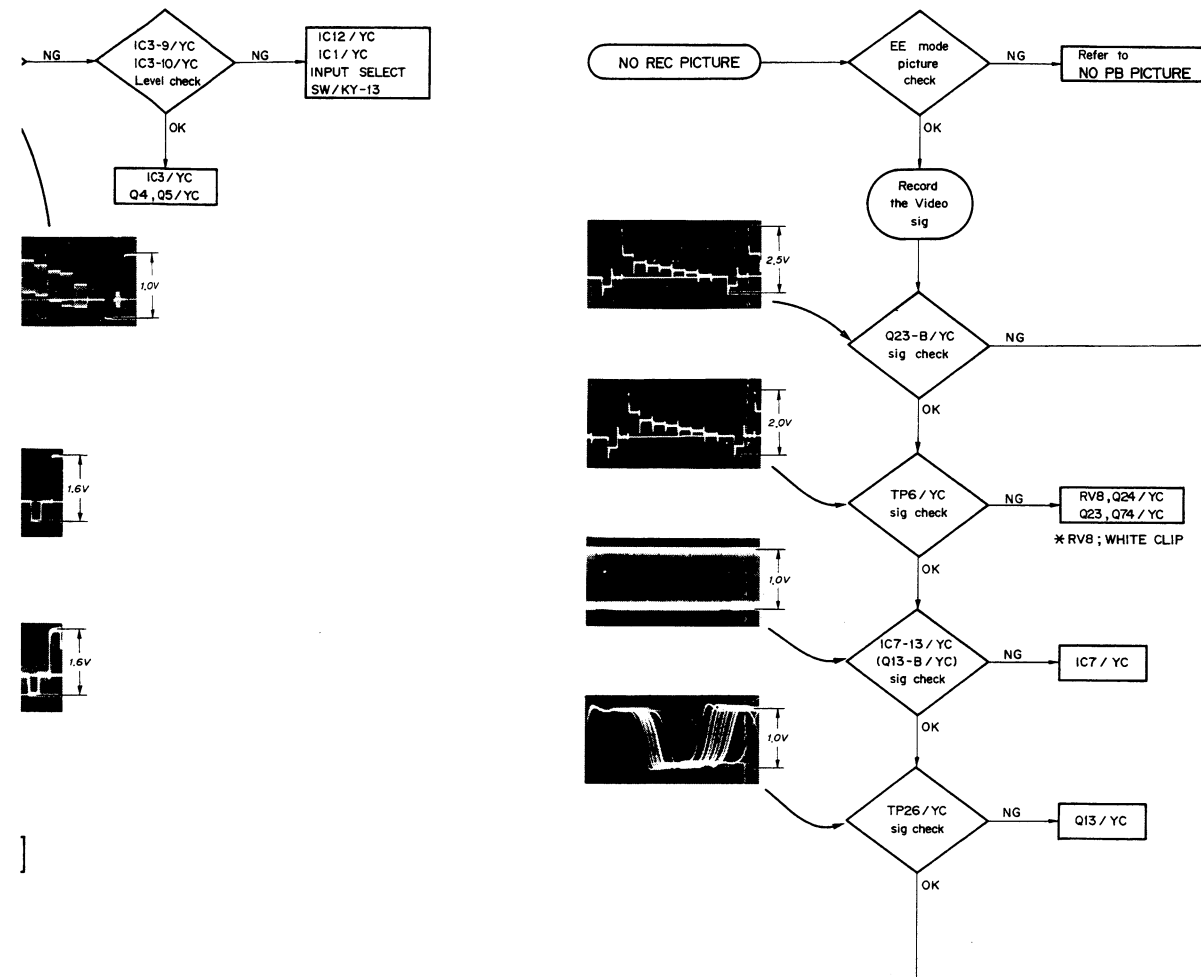 NG
IC3-9/YC
IC3-10/YC
Level check
NG
IC12/YC
IC1/YC
INPUT SELECT
SW/KY-13
OK
IC3/YC
Q4,Q5/YC
1.0V
1.6V
1.6V
]
NO REC PICTURE
EE mode
picture
check
NG
Refer to
NO PB PICTURE
OK
Record
the Video
sig
2.5V
Q23-B/YC
sig check
NG
OK
2.0V
TP6/YC
sig check
NG
RV8,Q24/YC
Q23,Q74/YC
*RV8; WHITE CLIP
OK
1.0V
IC7-13/YC
(Q13-B/YC)
sig check
NG
IC7/YC
OK
1.0V
TP26/YC
sig check
NG
Q13/YC
OK